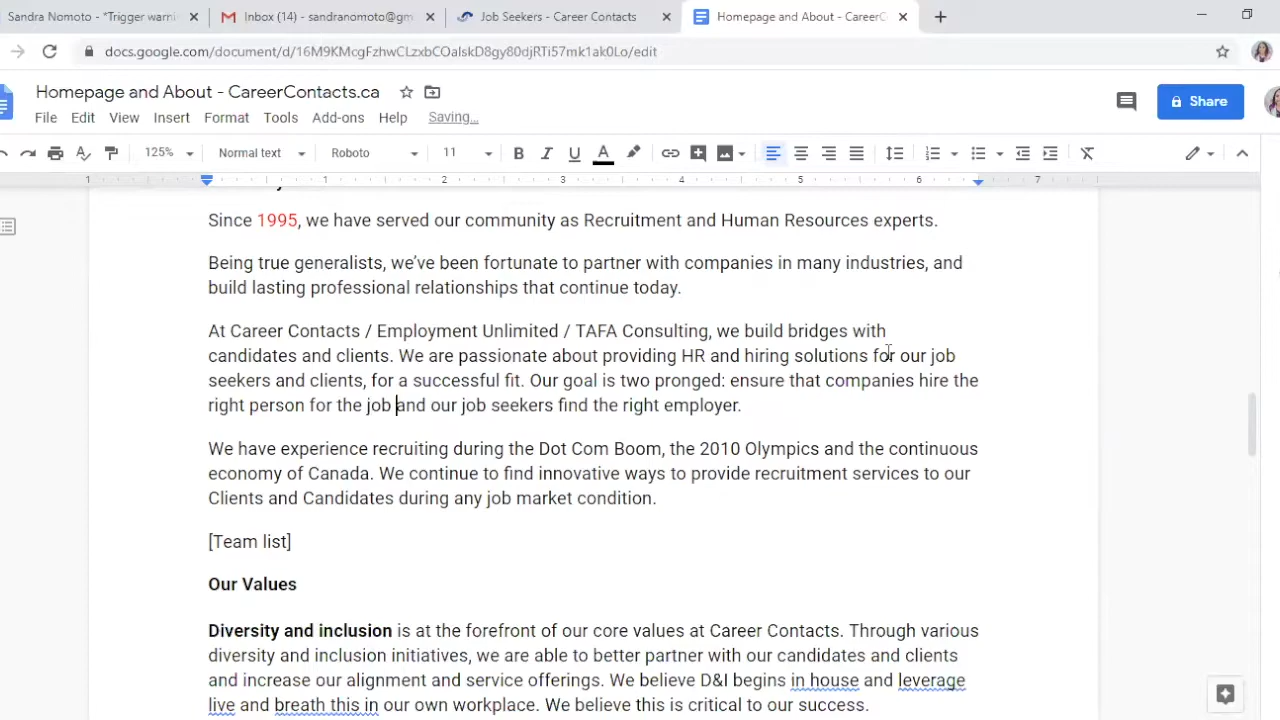 Sandra Nomoto - *Trigger warni
Inbox (14) - sandranomoto@gm
Job Seekers - Career Contacts
Homepage and About - CareerC
docs.google.com/document/d/16M9KMcgFzhwCLzxbCOalskD8gy80djRTi57mk1ak0Lo/edit
Homepage and About - CareerContacts.ca
Share
File Edit View Insert Format Tools Add-ons Help Saving...
125% Normal text Roboto 11 B I U A
1 1 2 3 4 5 6 7
Since 1995, we have served our community as Recruitment and Human Resources experts.
Being true generalists, we’ve been fortunate to partner with companies in many industries, and
build lasting professional relationships that continue today.
At Career Contacts / Employment Unlimited / TAFA Consulting, we build bridges with
candidates and clients. We are passionate about providing HR and hiring solutions for our job
seekers and clients, for a successful fit. Our goal is two pronged: ensure that companies hire the
right person for the job and our job seekers find the right employer.
We have experience recruiting during the Dot Com Boom, the 2010 Olympics and the continuous
economy of Canada. We continue to find innovative ways to provide recruitment services to our
Clients and Candidates during any job market condition.
[Team list]
Our Values
Diversity and inclusion is at the forefront of our core values at Career Contacts. Through various
diversity and inclusion initiatives, we are able to better partner with our candidates and clients
and increase our alignment and service offerings. We believe D&I begins in house and leverage
live and breath this in our own workplace. We believe this is critical to our success.